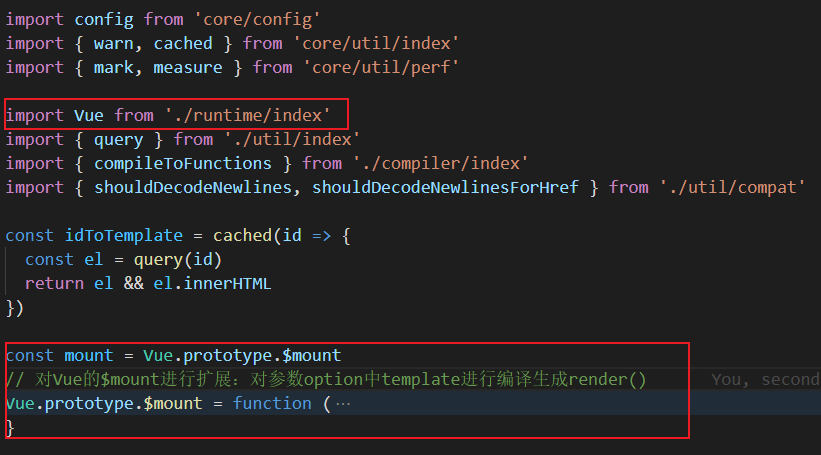 import config from 'core/config'
import { warn, cached } from 'core/util/index'
import { mark, measure } from 'core/util/perf'
import Vue from './runtime/index'
import { query } from './util/index'
import { compileToFunctions } from './compiler/index'
import { shouldDecodeNewlines, shouldDecodeNewlinesForHref } from './util/compat'
const idToTemplate = cached(id => {
const el = query(id)
return el && el.innerHTML
})
const mount = Vue.prototype.$mount
// 对Vue的$mount进行扩展：对参数option中template进行编译生成render() You, second
Vue.prototype.$mount = function (…
}